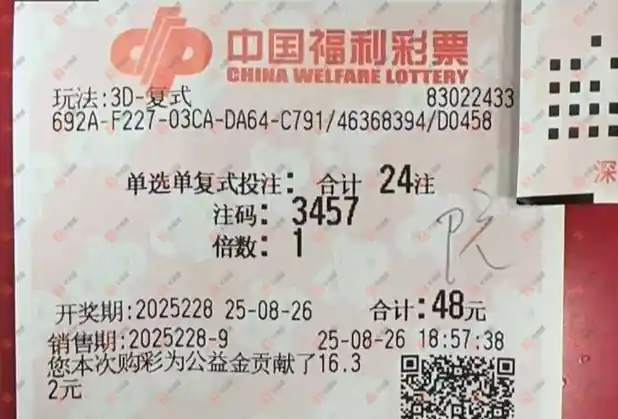 中国福利彩票
CHINA WELFARE LOTTERY
玩法:3D-复式 83022433
692A-F227-03CA-DA64-C791/46368394/D0458
单选单复式投注: 合计 24注
注码: 3457
倍数: 1
开奖期:2025228 25-08-26 合计:48元
销售期:2025228-9 25-08-26 18:57:38
您本次购彩为公益金贡献了16.3
2元
深